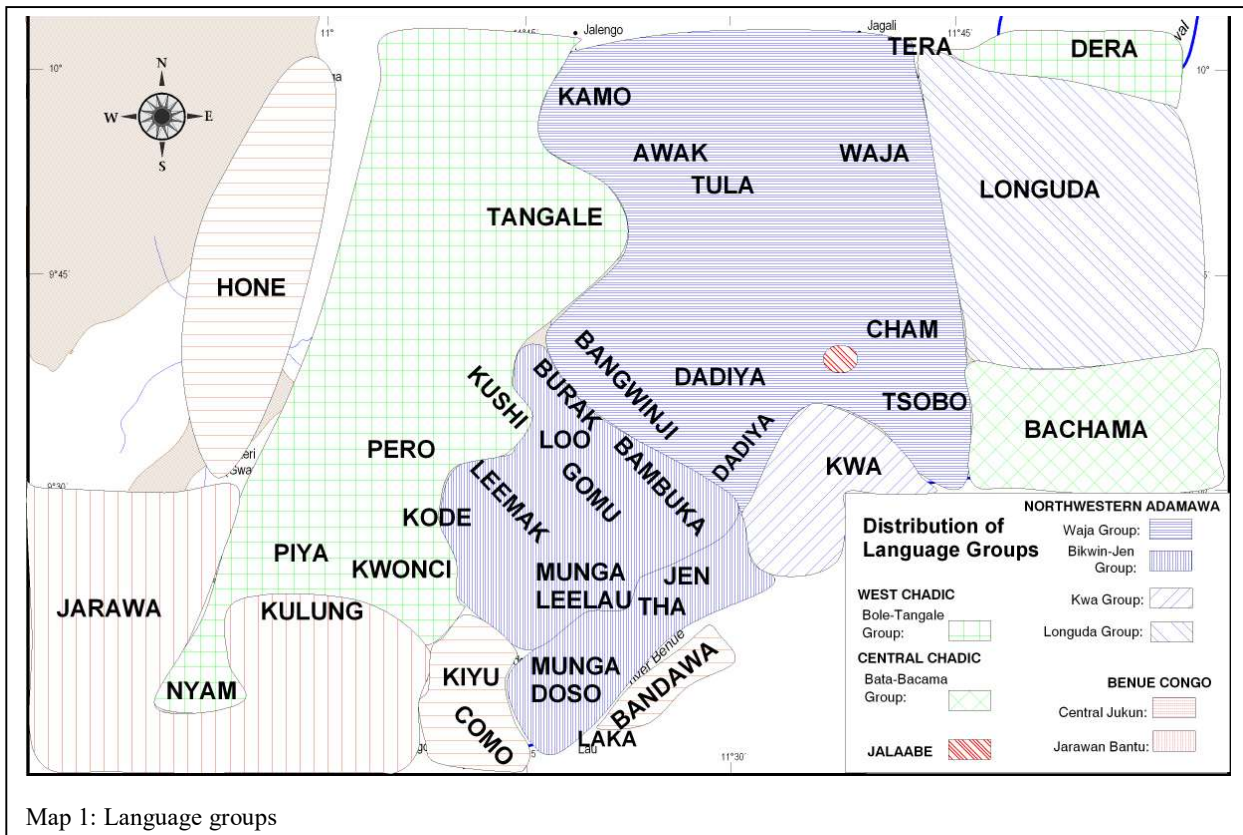 11°
11°45'
Jalengo
Jagali
11°45'
TERA
DERA
val
10°
10°
N
W
E
S
KAMO
AWAK
WAJA
TULA
LONGUDA
TANGALE
9°45'
HONE
CHAM
BANGWINJI
BURAK
DADIYA
KUSHI
TSOBO
LOO
BACHAMA
PERO
BAMBUKA
DADIYA
KWA
GOMU
LEEMAK
9°30'
KODE
PIYA
KWONCI
MUNGA
LEELAU
JEN
THA
JARAWA
KULUNG
River Benue
NYAM
KIYU
MUNGA
DOSO
BANDAWA
COMO
LAKA
Lau
11°30'
Distribution of
Language Groups
NORTHWESTERN ADAMAWA
Waja Group:
Bikwin-Jen
Group:
WEST CHADIC
Bole-Tangale
Group:
Kwa Group:
Longuda Group:
CENTRAL CHADIC
Bata-Bacama
Group:
BENUE CONGO
Central Jukun:
JALAABE
Jarawan Bantu:
Map 1: Language groups